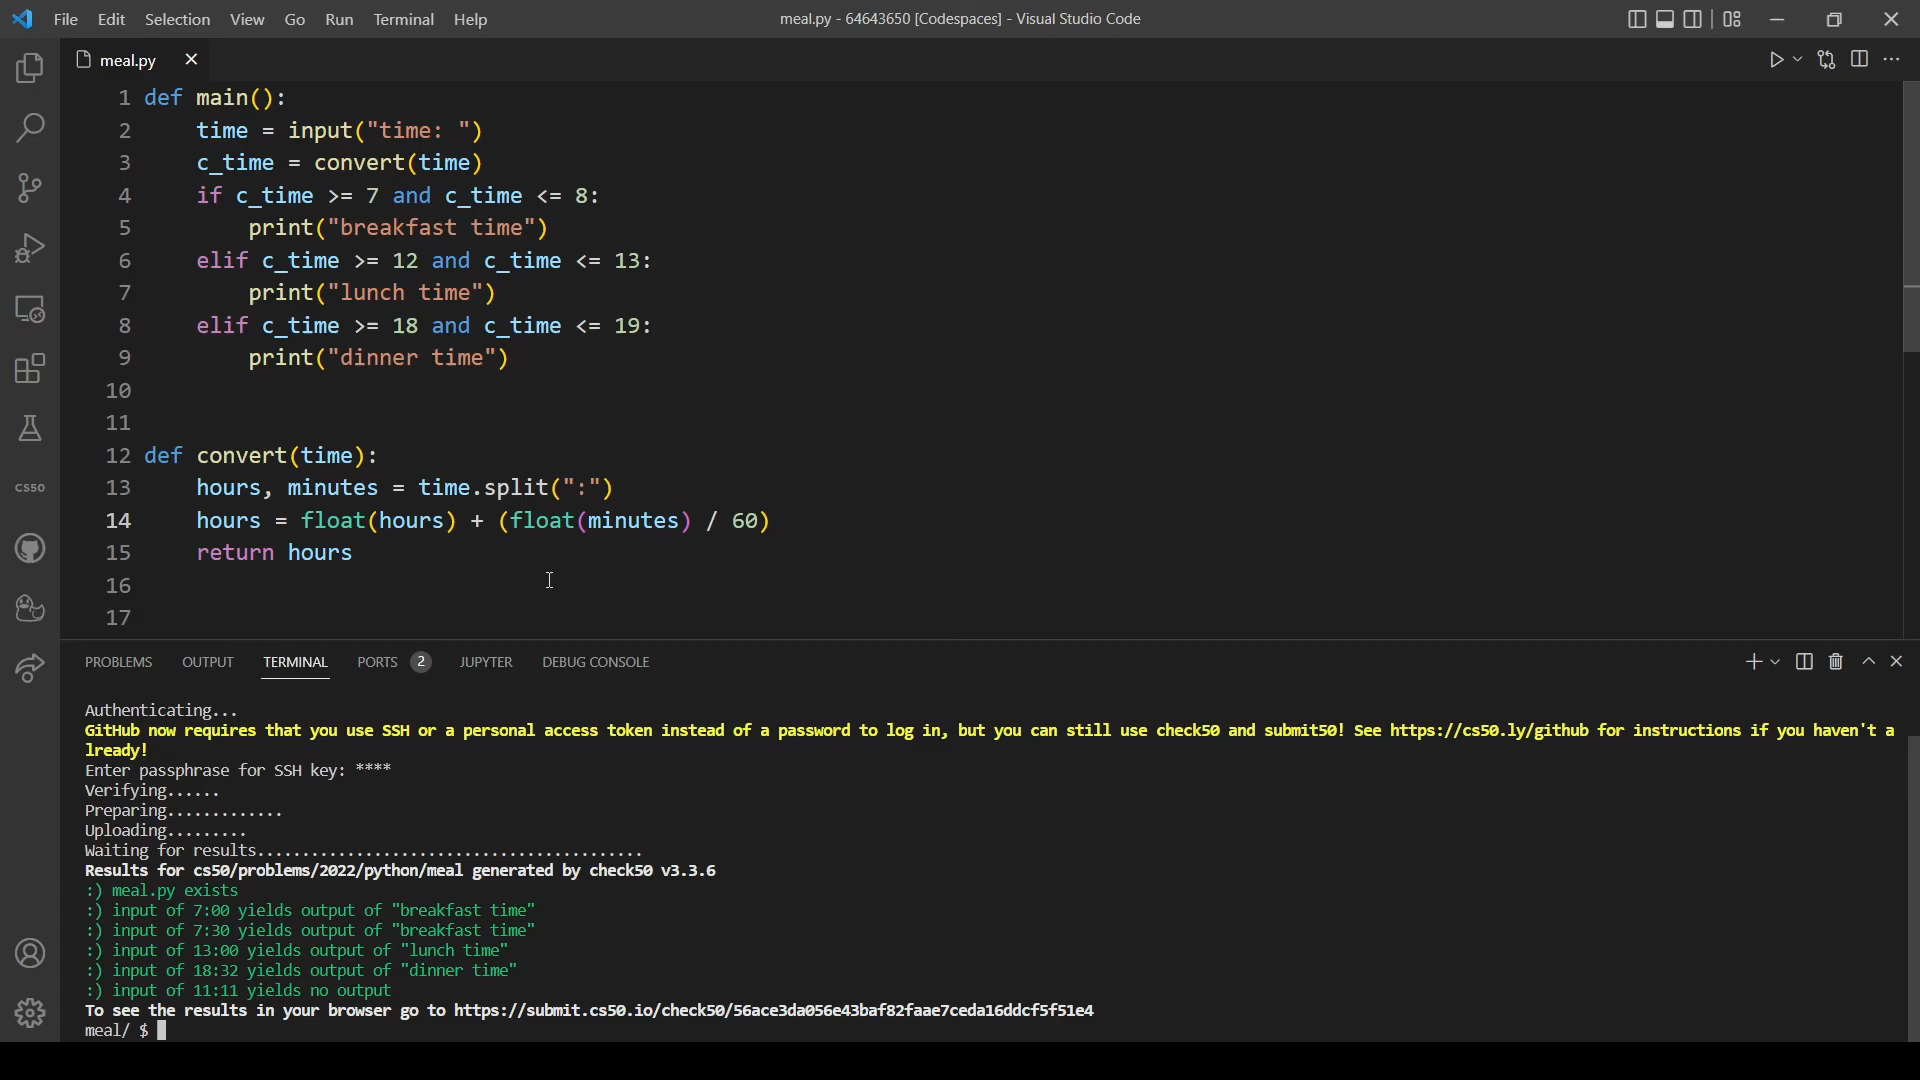 File Edit Selection View Go Run Terminal Help
meal.py - 64643650 [Codespaces] - Visual Studio Code
meal.py
1 def main():
2     time = input("time: ")
3     c_time = convert(time)
4     if c_time >= 7 and c_time <= 8:
5         print("breakfast time")
6     elif c_time >= 12 and c_time <= 13:
7         print("lunch time")
8     elif c_time >= 18 and c_time <= 19:
9         print("dinner time")
10
11
12 def convert(time):
13     hours, minutes = time.split(":")
14     hours = float(hours) + (float(minutes) / 60)
15     return hours
16
17
CS50
PROBLEMS OUTPUT TERMINAL PORTS 2 JUPYTER DEBUG CONSOLE
Authenticating...
GitHub now requires that you use SSH or a personal access token instead of a password to log in, but you can still use check50 and submit50! See https://cs50.ly/github for instructions if you haven't a
lready!
Enter passphrase for SSH key: ****
Verifying......
Preparing.............
Uploading.........
Waiting for results...........................................
Results for cs50/problems/2022/python/meal generated by check50 v3.3.6
:) meal.py exists
:) input of 7:00 yields output of "breakfast time"
:) input of 7:30 yields output of "breakfast time"
:) input of 13:00 yields output of "lunch time"
:) input of 18:32 yields output of "dinner time"
:) input of 11:11 yields no output
To see the results in your browser go to https://submit.cs50.io/check50/56ace3da056e43baf82faae7ceda16ddcf5f51e4
meal/ $